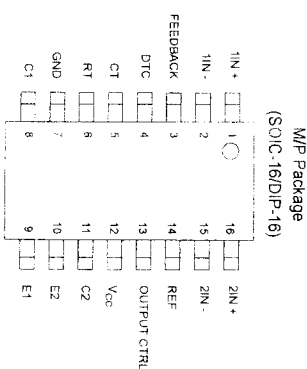 M/P Package
(SOIC-16/DIP-16)
1IN + 1 16 2IN +
1IN - 2 15 2IN -
FEEDBACK 3 14 REF
DTC 4 13 OUTPUT CTRL
CT 5 12 VCC
RT 6 11 C2
GND 7 10 E2
C1 8 9 E1